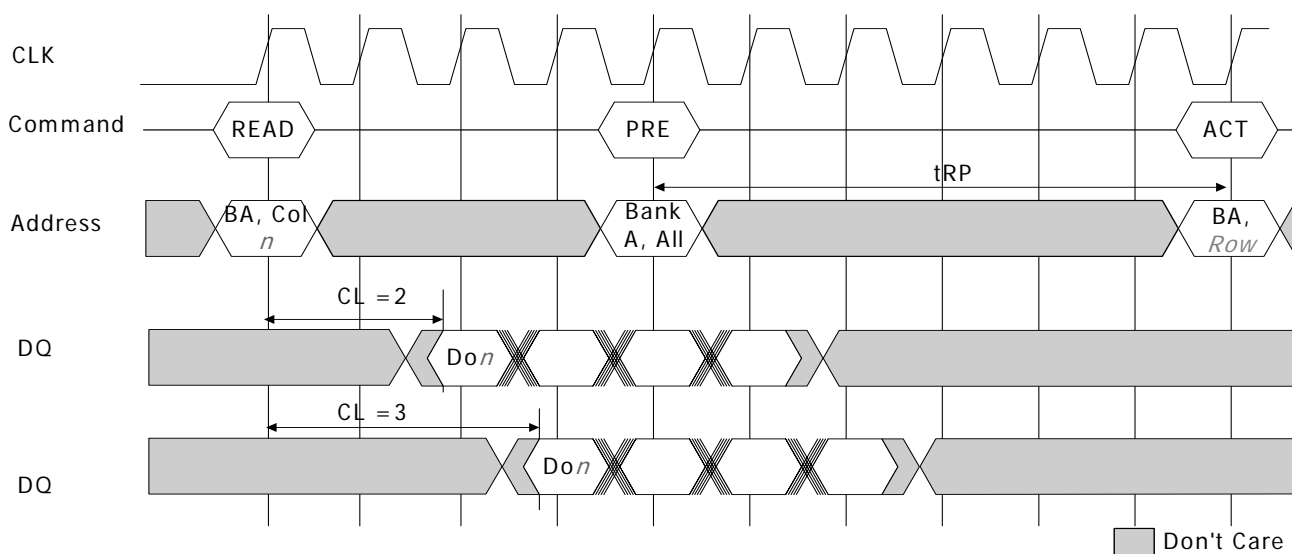 CLK
Command
READ
PRE
ACT
tRP
Address
BA, Col
n
Bank
A, All
BA,
Row
CL =2
DQ
Don
CL =3
DQ
Don
Don't Care